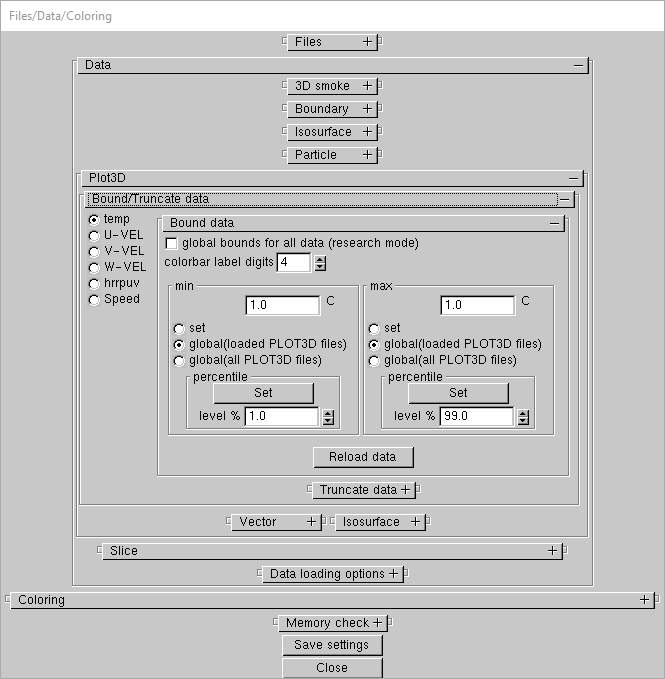 Files/Data/Coloring
Files +
Data −
3D smoke +
Boundary +
Isosurface +
Particle +
Plot3D −
Bound/Truncate data −
temp
U-VEL
V-VEL
W-VEL
hrrpuv
Speed
Bound data −
global bounds for all data (research mode)
colorbar label digits 4
min
1.0 C
set
global(loaded PLOT3D files)
global(all PLOT3D files)
percentile
Set
level % 1.0
max
1.0 C
set
global(loaded PLOT3D files)
global(all PLOT3D files)
percentile
Set
level % 99.0
Reload data
Truncate data +
Vector + Isosurface +
Slice +
Data loading options +
Coloring +
Memory check +
Save settings
Close